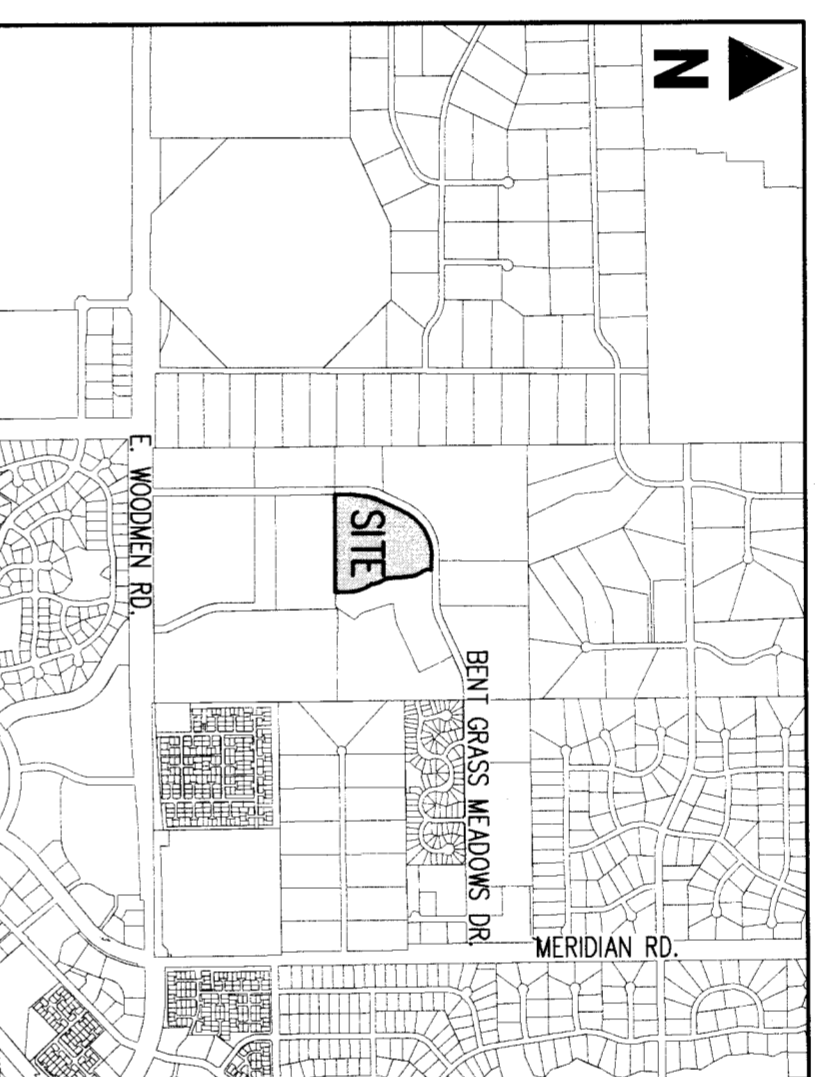 N
SITE
E. WOODMEN RD.
BENT GRASS MEADOWS DR.
MERIDIAN RD.